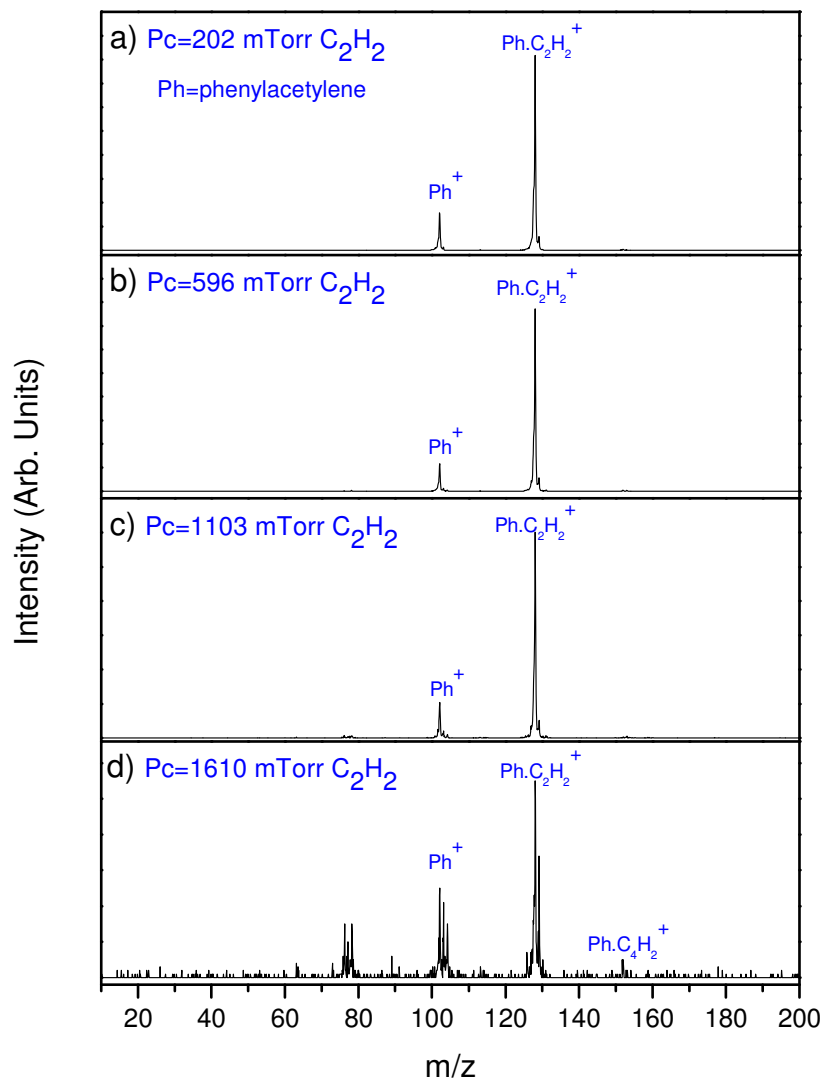 a) Pc=202 mTorr C₂H₂
Ph.C₂H₂⁺
Ph=phenylacetylene
Ph⁺
b) Pc=596 mTorr C₂H₂
Ph.C₂H₂⁺
Ph⁺
c) Pc=1103 mTorr C₂H₂
Ph.C₂H₂⁺
Ph⁺
d) Pc=1610 mTorr C₂H₂
Ph.C₂H₂⁺
Ph⁺
Ph.C₄H₂⁺
Intensity (Arb. Units)
20 40 60 80 100 120 140 160 180 200
m/z